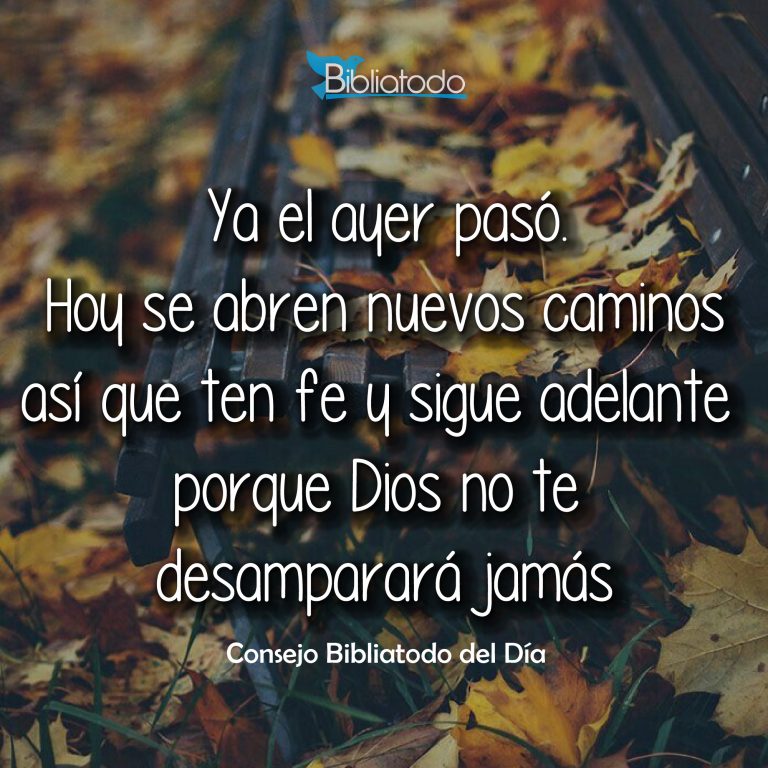 Bibliatodo
Ya el ayer pasó.
Hoy se abren nuevos caminos
así que ten fe y sigue adelante
porque Dios no te
desamparará jamás
Consejo Bibliatodo del Día